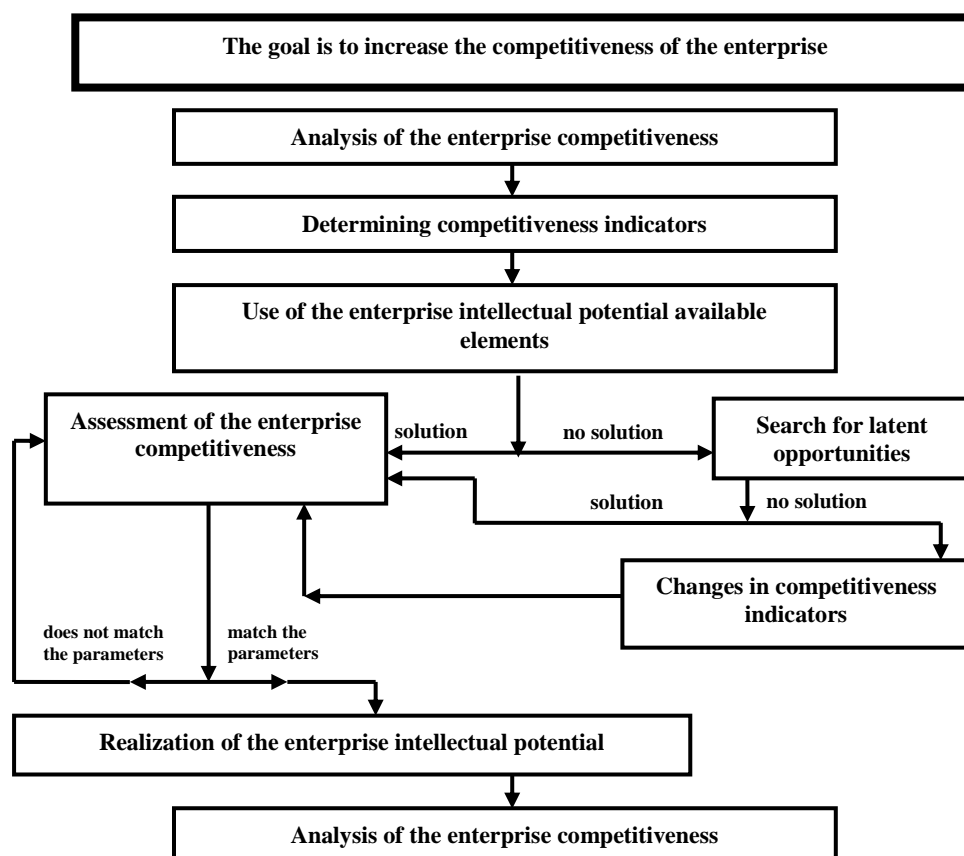 The goal is to increase the competitiveness of the enterprise
Analysis of the enterprise competitiveness
Determining competitiveness indicators
Use of the enterprise intellectual potential available
elements
Assessment of the enterprise
competitiveness
solution
no solution
Search for latent
opportunities
solution
no solution
Changes in competitiveness
indicators
does not match
the parameters
match the
parameters
Realization of the enterprise intellectual potential
Analysis of the enterprise competitiveness